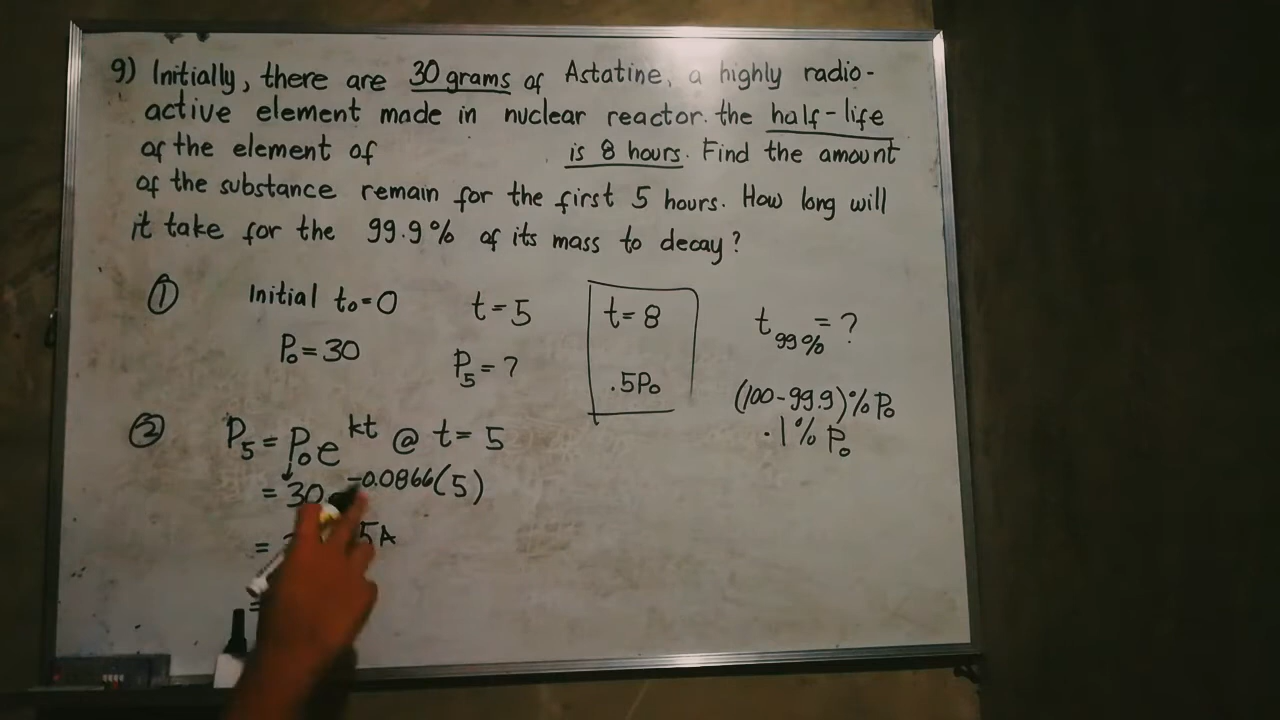 9) Initially, there are 30 grams of Astatine, a highly radio-
active element made in nuclear reactor. the half-life
of the element of is 8 hours. Find the amount
of the substance remain for the first 5 hours. How long will
it take for the 99.9% of its mass to decay?
① Initial t₀=0 t=5 t=8 t99%=?
P₀=30 P₅=? .5P₀ (100-99.9)%P₀
.1%P₀
② P₅=P₀e^kt @ t=5
=30 -0.0866(5)
=
=